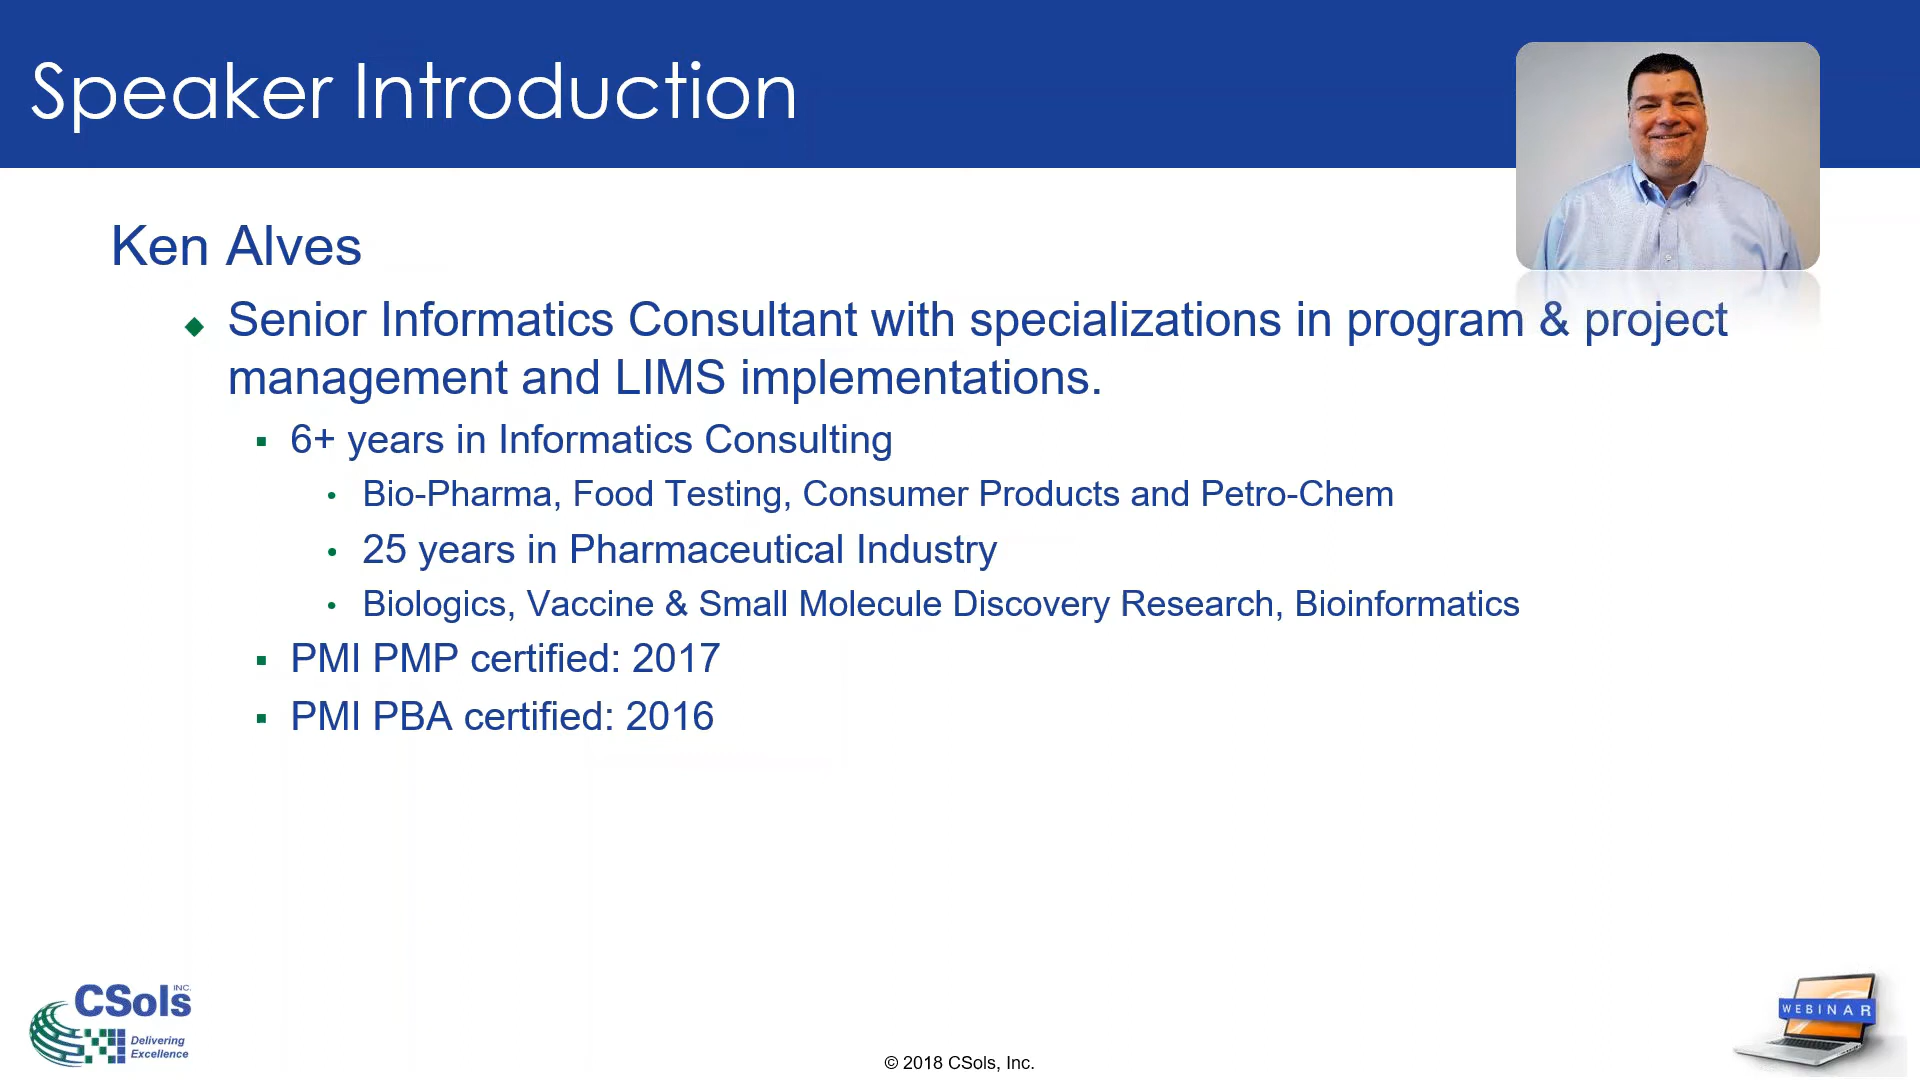 Speaker Introduction
Ken Alves
Senior Informatics Consultant with specializations in program & project
management and LIMS implementations.
6+ years in Informatics Consulting
Bio-Pharma, Food Testing, Consumer Products and Petro-Chem
25 years in Pharmaceutical Industry
Biologics, Vaccine & Small Molecule Discovery Research, Bioinformatics
PMI PMP certified: 2017
PMI PBA certified: 2016
CSols INC.
Delivering
Excellence
© 2018 CSols, Inc.
WEBINAR